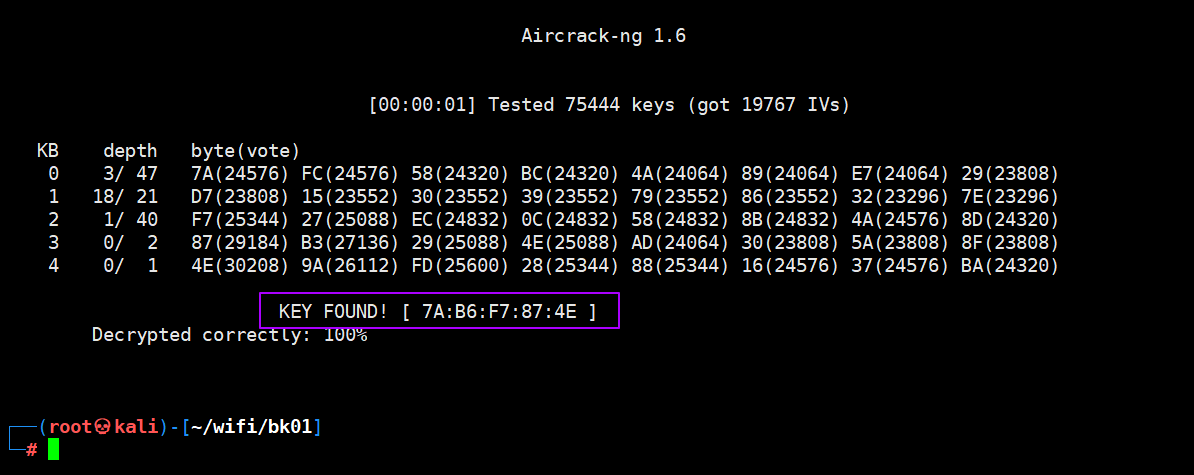 Aircrack-ng 1.6
[00:00:01] Tested 75444 keys (got 19767 IVs)
KB    depth   byte(vote)
0    3/ 47   7A(24576) FC(24576) 58(24320) BC(24320) 4A(24064) 89(24064) E7(24064) 29(23808)
1   18/ 21   D7(23808) 15(23552) 30(23552) 39(23552) 79(23552) 86(23552) 32(23296) 7E(23296)
2    1/ 40   F7(25344) 27(25088) EC(24832) 0C(24832) 58(24832) 8B(24832) 4A(24576) 8D(24320)
3    0/  2   87(29184) B3(27136) 29(25088) 4E(25088) AD(24064) 30(23808) 5A(23808) 8F(23808)
4    0/  1   4E(30208) 9A(26112) FD(25600) 28(25344) 88(25344) 16(24576) 37(24576) BA(24320)
KEY FOUND! [ 7A:B6:F7:87:4E ]
Decrypted correctly: 100%
┌──(root💀kali)-[~/wifi/bk01]
└─#